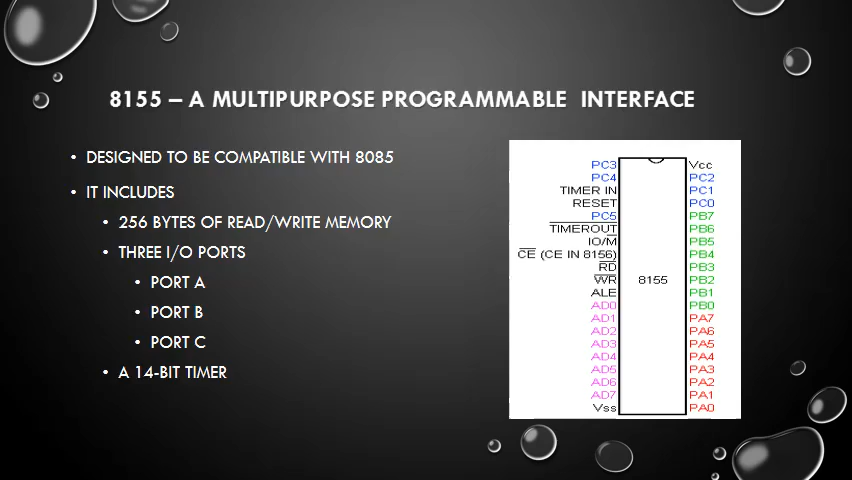 8155 – A MULTIPURPOSE PROGRAMMABLE INTERFACE
• DESIGNED TO BE COMPATIBLE WITH 8085
• IT INCLUDES
• 256 BYTES OF READ/WRITE MEMORY
• THREE I/O PORTS
• PORT A
• PORT B
• PORT C
• A 14-BIT TIMER
PC3 Vcc
PC4 PC2
TIMER IN PC1
RESET PC0
PC5 PB7
TIMEROUT PB6
IO/M PB5
CE (CE IN 8156) PB4
RD PB3
WR 8155 PB2
ALE PB1
AD0 PB0
AD1 PA7
AD2 PA6
AD3 PA5
AD4 PA4
AD5 PA3
AD6 PA2
AD7 PA1
Vss PA0